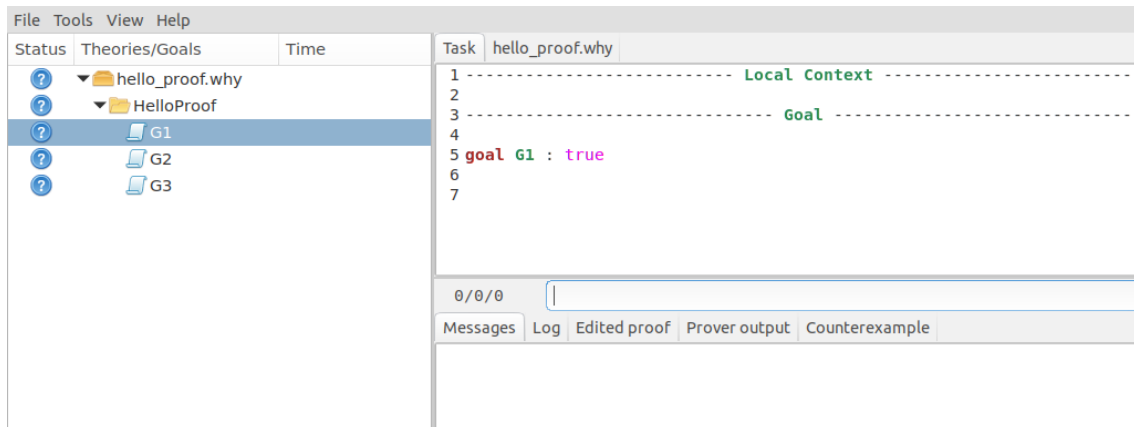 File Tools View Help
Status Theories/Goals Time
hello_proof.why
HelloProof
G1
G2
G3
Task hello_proof.why
1 --------------------------- Local Context -------------------------
2
3 ------------------------------- Goal ------------------------------
4
5 goal G1 : true
6
7
0/0/0
Messages Log Edited proof Prover output Counterexample